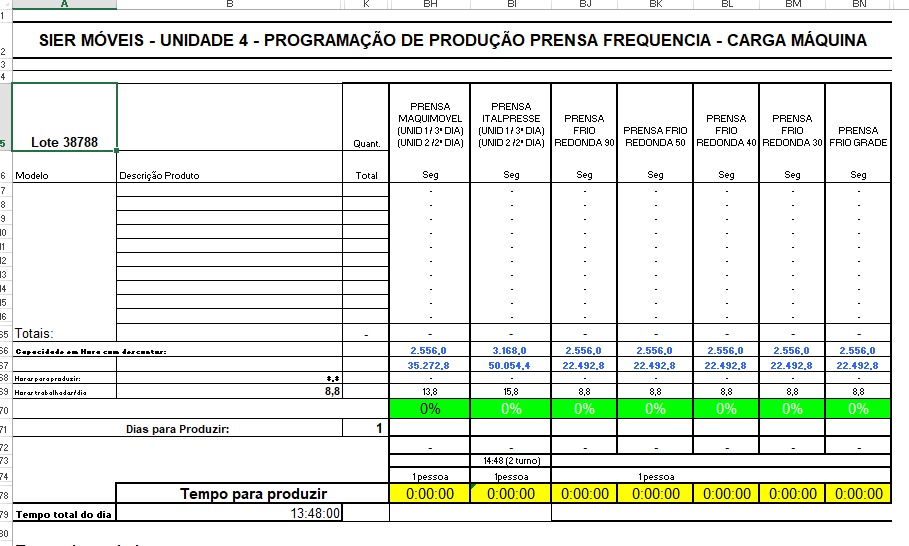 A B K BH BI BJ BK BL BM BN
1
2 SIER MÓVEIS - UNIDADE 4 - PROGRAMAÇÃO DE PRODUÇÃO PRENSA FREQUENCIA - CARGA MÁQUINA
3
4
PRENSA MAQUIMOVEL (UNID 1 / 3ª DIA) (UNID 2 /2ª DIA)
PRENSA ITALPRESSE (UNID 1 / 3ª DIA) (UNID 2 /2ª DIA)
PRENSA FRIO REDONDA 90
PRENSA FRIO REDONDA 50
PRENSA FRIO REDONDA 40
PRENSA FRIO REDONDA 30
PRENSA FRIO GRADE
5 Lote 38788 Quant.
6 Modelo Descrição Produto Total Seg Seg Seg Seg Seg Seg Seg
7 - - - - - - -
8 - - - - - - -
9 - - - - - - -
10 - - - - - - -
11 - - - - - - -
12 - - - - - - -
13 - - - - - - -
14 - - - - - - -
15 - - - - - - -
16 - - - - - - -
65 Totais: - - - - - - - -
66 Capacidade em Hora com descontar: 2.556,0 3.168,0 2.556,0 2.556,0 2.556,0 2.556,0 2.556,0
67 35.272,8 50.054,4 22.492,8 22.492,8 22.492,8 22.492,8 22.492,8
68 Horas para produzir: - - - - - - -
69 Horas trabalhadas/dia 8,8 13,8 15,8 8,8 8,8 8,8 8,8 8,8
70 0% 0% 0% 0% 0% 0% 0%
71 Dias para Produzir: 1
72 - - - - - - -
73 14:48 (2 turno)
74 1pessoa 1pessoa 1pessoa
78 Tempo para produzir 0:00:00 0:00:00 0:00:00 0:00:00 0:00:00 0:00:00 0:00:00
79 Tempo total do dia 13:48:00
80